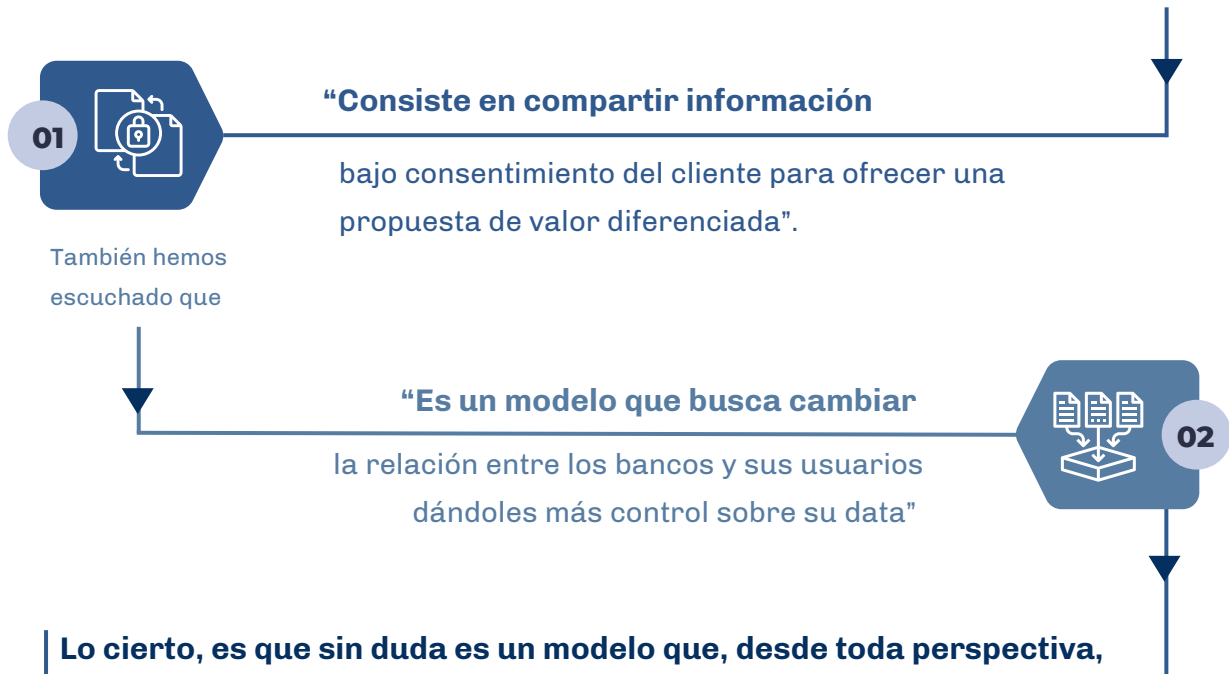 01
“Consiste en compartir información
bajo consentimiento del cliente para ofrecer una
propuesta de valor diferenciada”.
También hemos
escuchado que
“Es un modelo que busca cambiar
02
la relación entre los bancos y sus usuarios
dándoles más control sobre su data”
Lo cierto, es que sin duda es un modelo que, desde toda perspectiva,